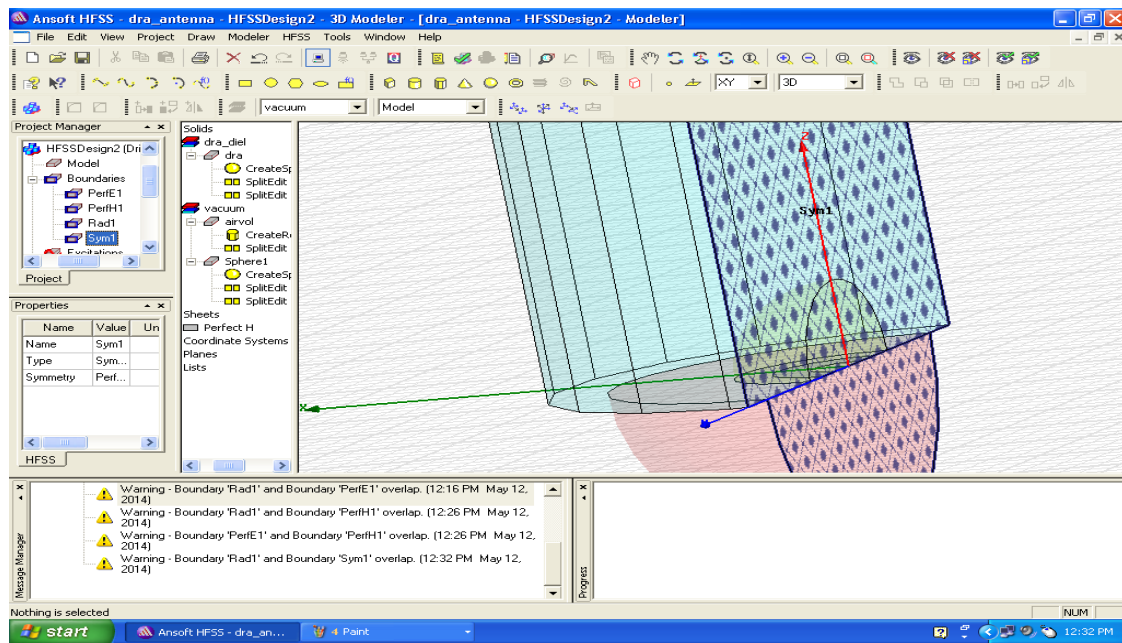 Ansoft HFSS - dra_antenna - HFSSDesign2 - 3D Modeler - [dra_antenna - HFSSDesign2 - Modeler]
File Edit View Project Draw Modeler HFSS Tools Window Help
XY 3D
vacuum Model
Project Manager
HFSSDesign2 (Dri
Model
Boundaries
PerfE1
PerfH1
Rad1
Sym1
Excitations
Project
Properties
Name Value Un
Name Sym1
Type Sym...
Symmetry Perf...
HFSS
Solids
dra_diel
dra
CreateSp
SplitEdit
SplitEdit
vacuum
airvol
CreateRe
SplitEdit
Sphere1
CreateSp
SplitEdit
SplitEdit
Sheets
Perfect H
Coordinate Systems
Planes
Lists
Z
Sym1
X
Message Manager
Warning - Boundary 'Rad1' and Boundary 'PerfE1' overlap. (12:16 PM May 12,
2014)
Warning - Boundary 'Rad1' and Boundary 'PerfH1' overlap. (12:26 PM May 12,
2014)
Warning - Boundary 'PerfE1' and Boundary 'PerfH1' overlap. (12:26 PM May 12,
2014)
Warning - Boundary 'Rad1' and Boundary 'Sym1' overlap. (12:32 PM May 12,
2014)
Progress
Nothing is selected
NUM
start
Ansoft HFSS - dra_an...
4 Paint
12:32 PM